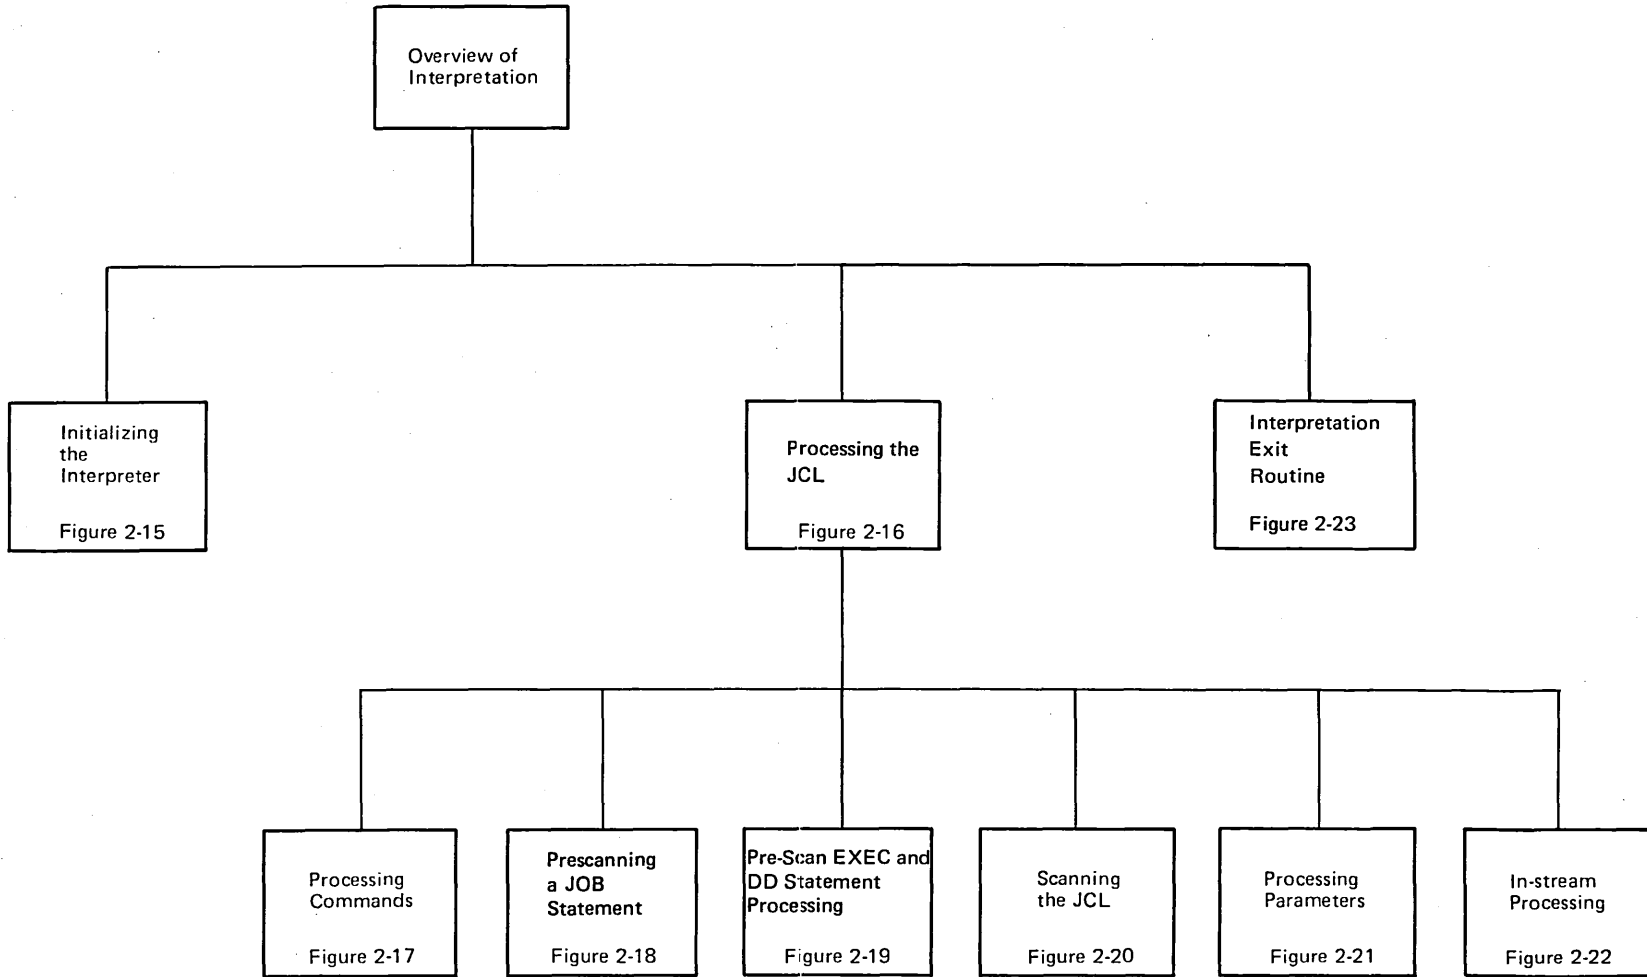 Overview of
Interpretation
Initializing
the
Interpreter
Figure 2-15
Processing the
JCL
Figure 2-16
Interpretation
Exit
Routine
Figure 2-23
Processing
Commands
Figure 2-17
Prescanning
a JOB
Statement
Figure 2-18
Pre-Scan EXEC and
DD Statement
Processing
Figure 2-19
Scanning
the JCL
Figure 2-20
Processing
Parameters
Figure 2-21
In-stream
Processing
Figure 2-22